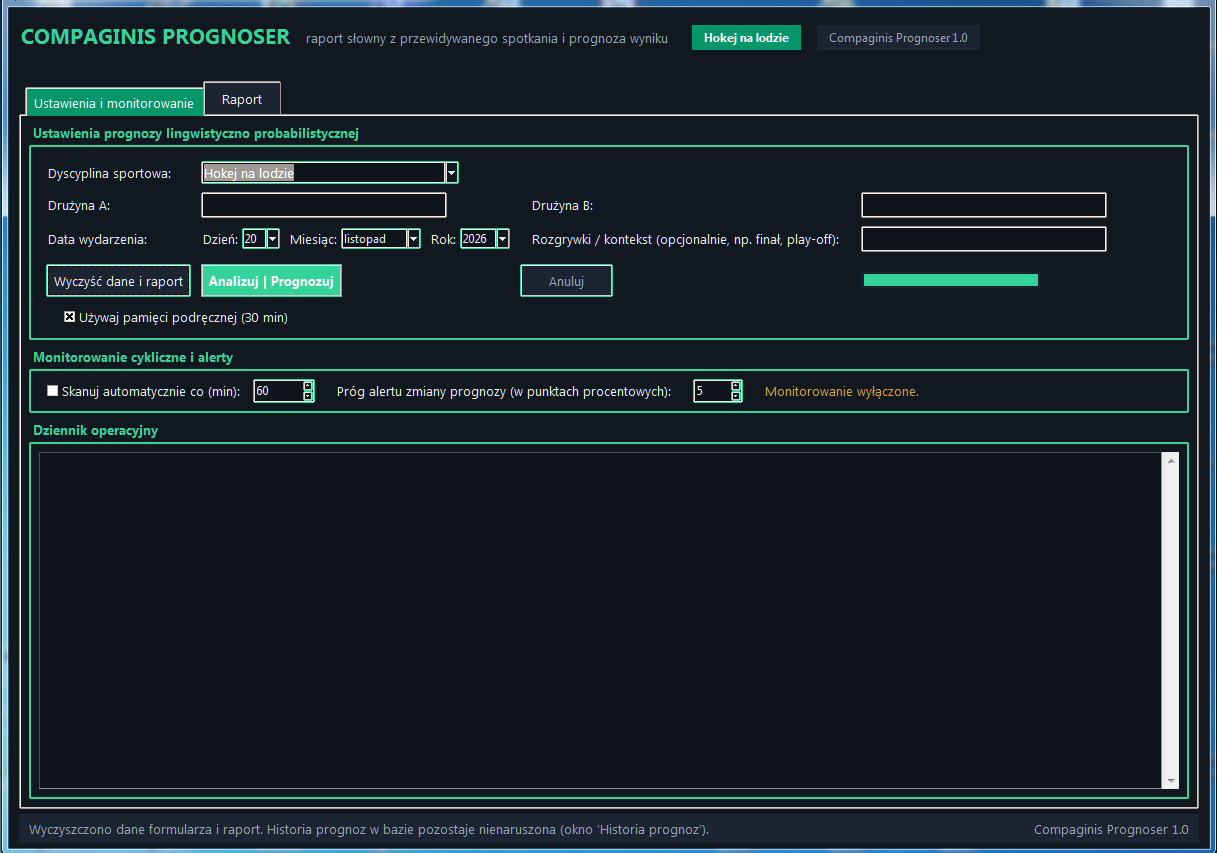 COMPAGINIS PROGNOSER raport słowny z przewidywanego spotkania i prognoza wyniku Hokej na lodzie Compaginis Prognoser 1.0
Ustawienia i monitorowanie Raport
Ustawienia prognozy lingwistyczno probabilistycznej
Dyscyplina sportowa: Hokej na lodzie
Drużyna A: Drużyna B:
Data wydarzenia: Dzień: 20 Miesiąc: listopad Rok: 2026 Rozgrywki / kontekst (opcjonalnie, np. finał, play-off):
Wyczyść dane i raport Analizuj | Prognozuj Anuluj
Używaj pamięci podręcznej (30 min)
Monitorowanie cykliczne i alerty
Skanuj automatycznie co (min): 60 Próg alertu zmiany prognozy (w punktach procentowych): 5 Monitorowanie wyłączone.
Dziennik operacyjny
Wyczyszczono dane formularza i raport. Historia prognoz w bazie pozostaje nienaruszona (okno 'Historia prognoz'). Compaginis Prognoser 1.0